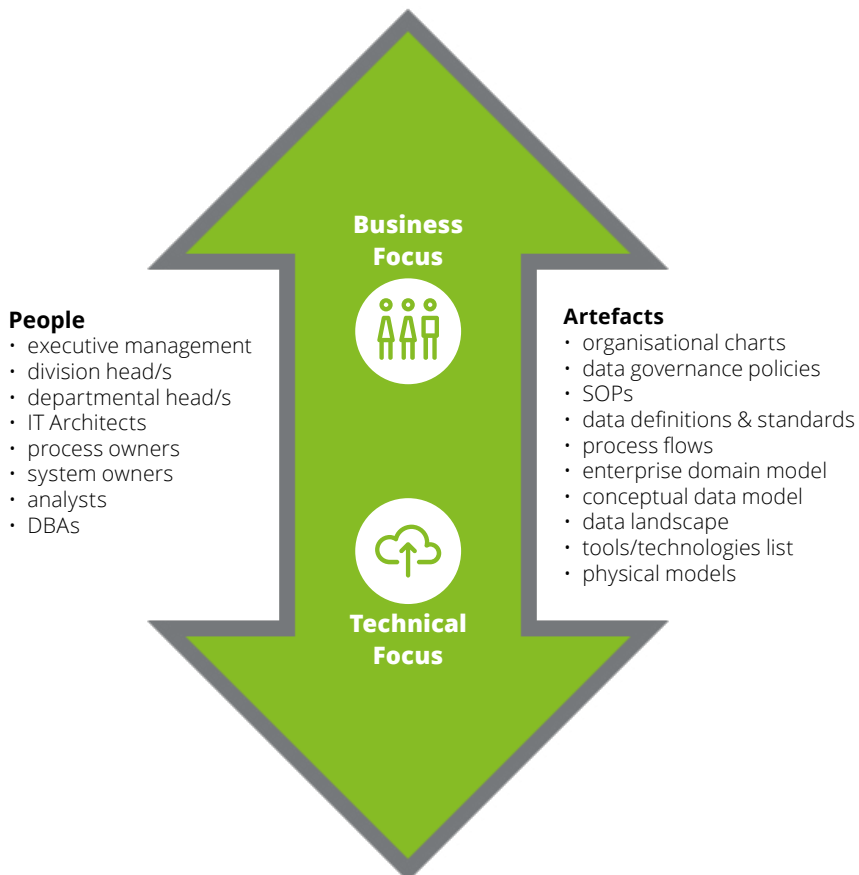 Business
Focus
People
· executive management
· division head/s
· departmental head/s
· IT Architects
· process owners
· system owners
· analysts
· DBAs
Artefacts
· organisational charts
· data governance policies
· SOPs
· data definitions & standards
· process flows
· enterprise domain model
· conceptual data model
· data landscape
· tools/technologies list
· physical models
Technical
Focus